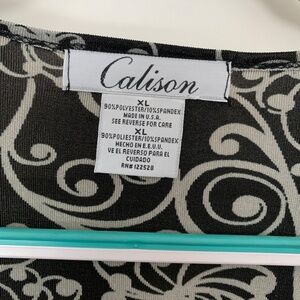 Calison
XL
90%POLYESTER/10%SPANDEX
MADE IN U.S.A.
SEE REVERSE FOR CARE
XL
90%POLIESTER/10%SPANDEX
HECHO EN E.E.U.U.
VE EL REVERSO PARA EL
CUIDADO
RN# 122528